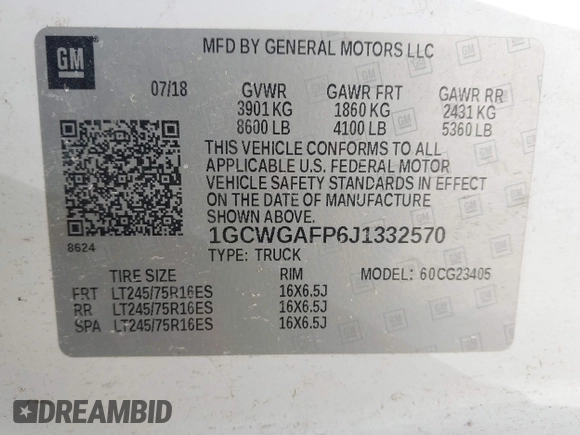 GM
MFD BY GENERAL MOTORS LLC
07/18 GVWR GAWR FRT GAWR RR
3901 KG 1860 KG 2431 KG
8600 LB 4100 LB 5360 LB
THIS VEHICLE CONFORMS TO ALL
APPLICABLE U.S. FEDERAL MOTOR
VEHICLE SAFETY STANDARDS IN EFFECT
ON THE DATE OF MANUFACTURE
SHOWN ABOVE.
8624
1GCWGAFP6J1332570
TYPE: TRUCK
TIRE SIZE RIM MODEL: 60CG23405
FRT LT245/75R16ES 16X6.5J
RR LT245/75R16ES 16X6.5J
SPA LT245/75R16ES 16X6.5J
DREAMBID